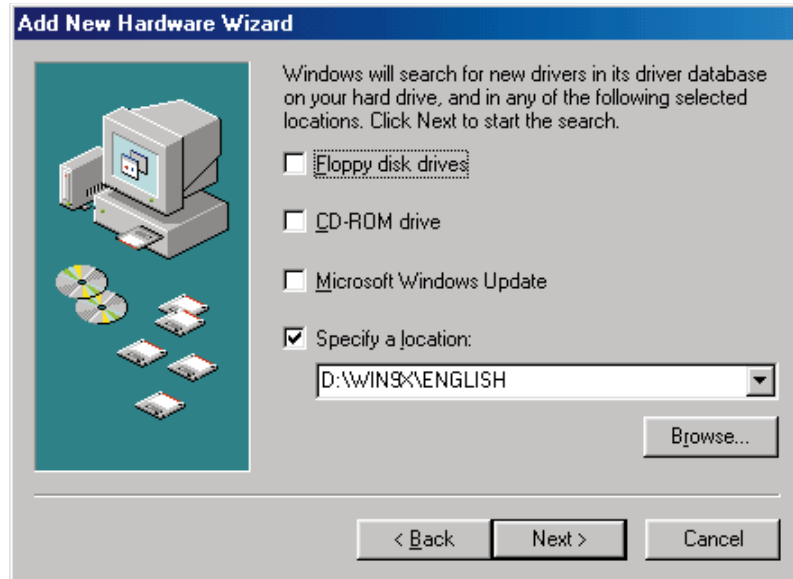 Add New Hardware Wizard
Windows will search for new drivers in its driver database
on your hard drive, and in any of the following selected
locations. Click Next to start the search.
Floppy disk drives
CD-ROM drive
Microsoft Windows Update
Specify a location:
D:\WIN9X\ENGLISH
Browse...
< Back
Next >
Cancel